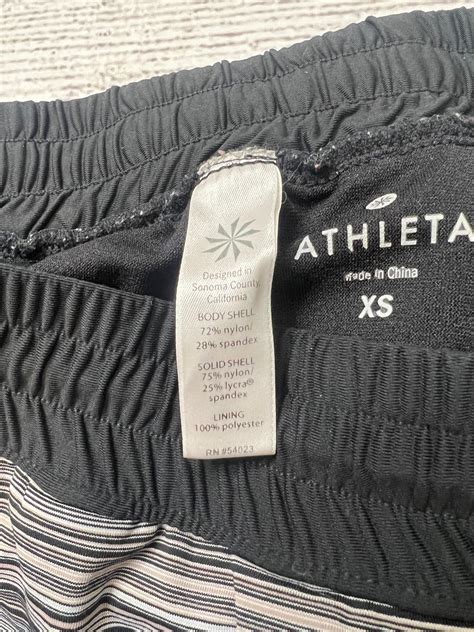 Designed in
Sonoma County,
California
BODY SHELL
72% nylon/
28% spandex
SOLID SHELL
75% nylon/
25% lycra®
spandex
LINING
100% polyester
RN #54023
ATHLETA
Made in China
XS